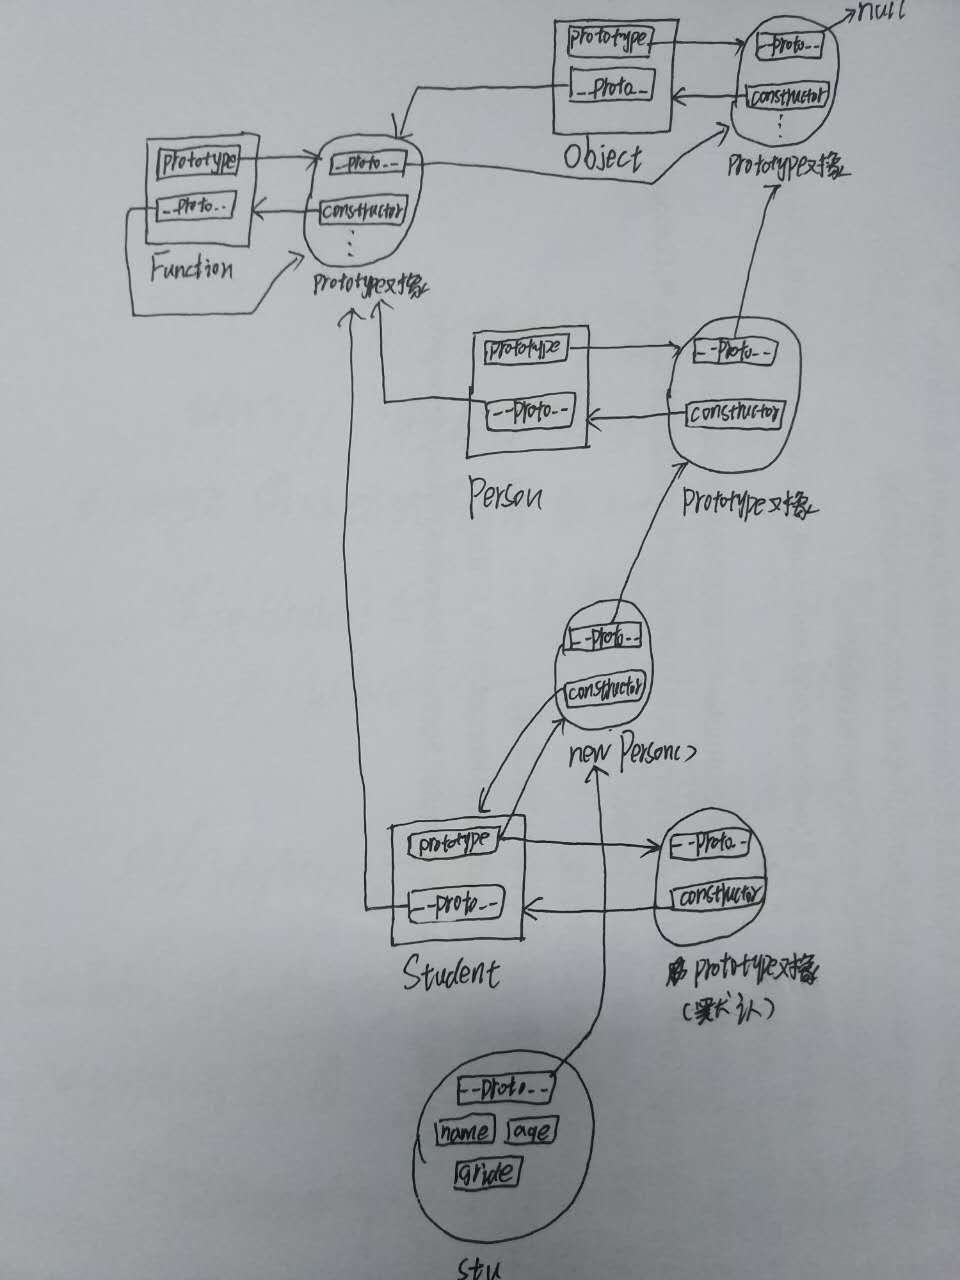 null
prototype
__proto__
__proto_
constructor
Object
prototype对象
prototype
__proto__
__proto__
constructor
Function
prototype对象
prototype
__proto__
__proto__
constructor
Person
prototype对象
__proto__
constructor
new Person()
prototype
__proto__
__proto__
constructor
Student
prototype对象
(默认)
__proto__
name
age
gride
stu